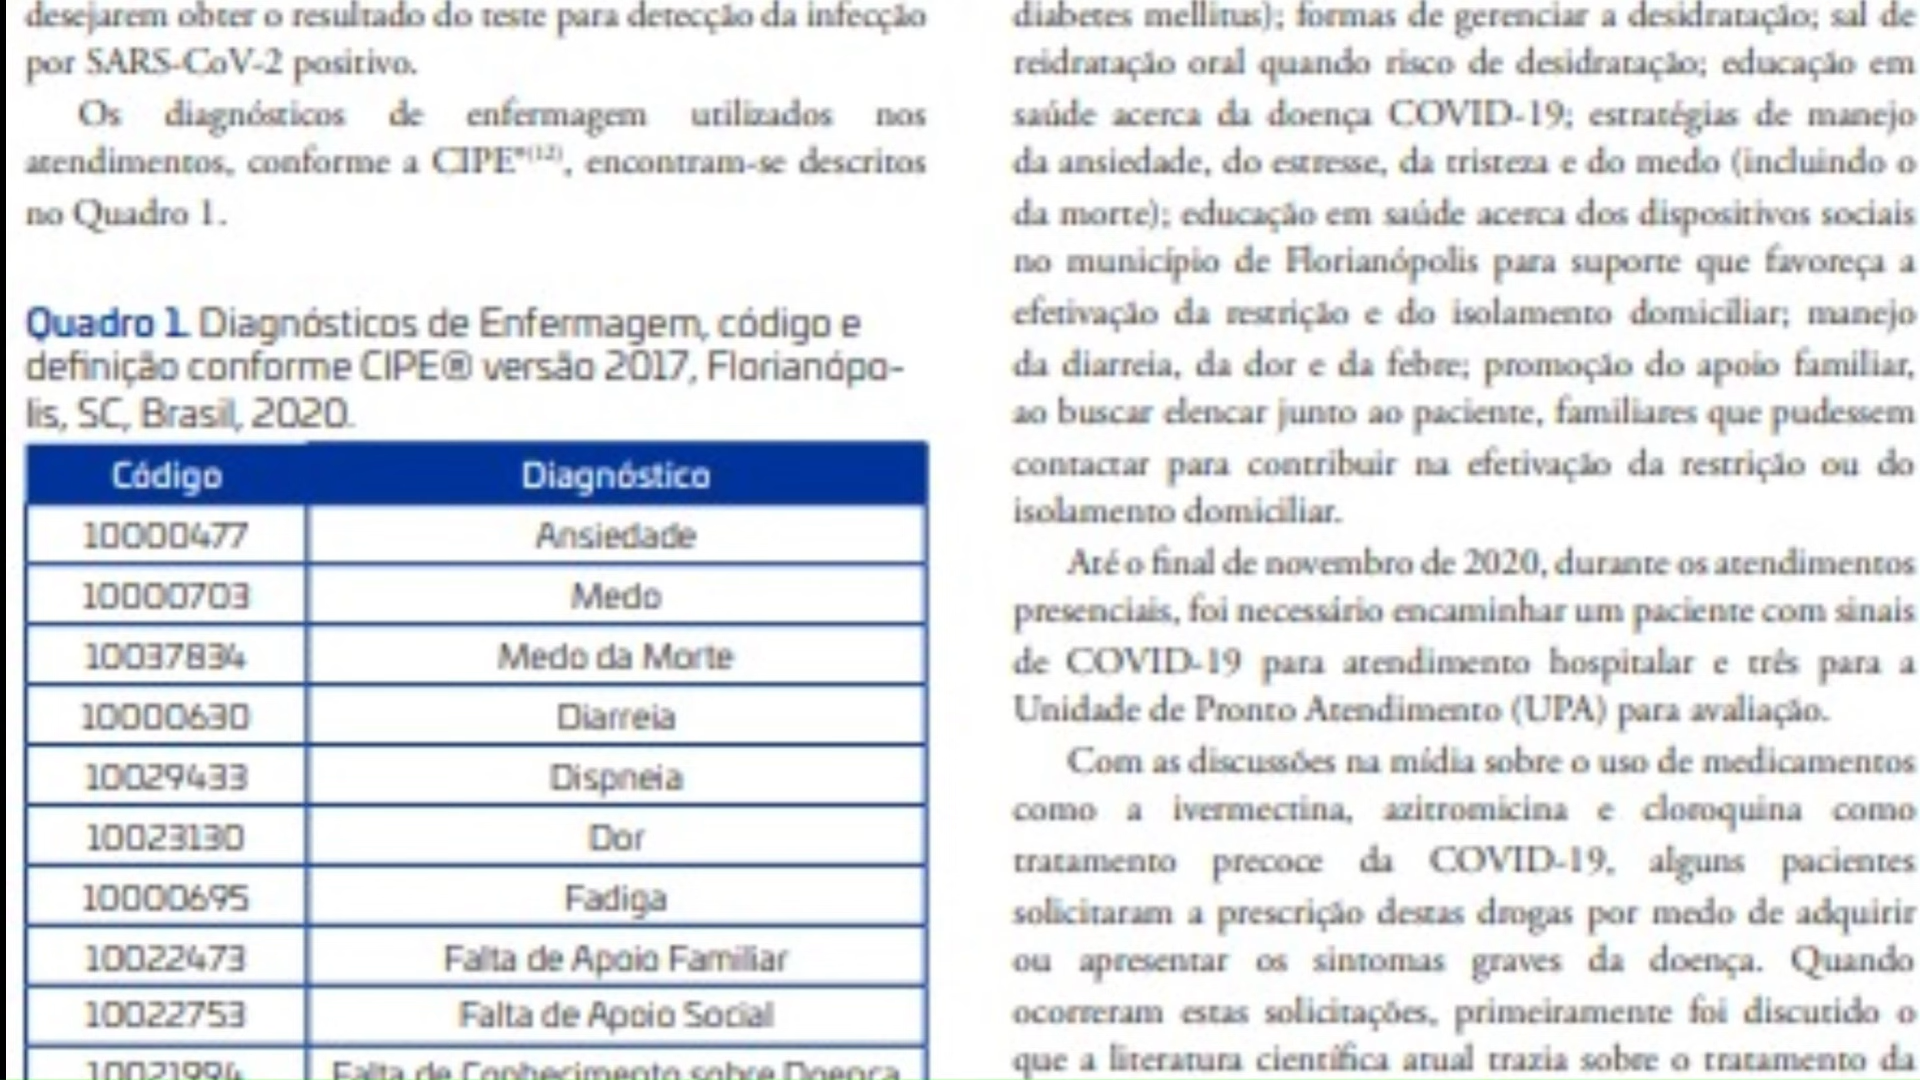 desejarem obter o resultado do teste para detecção da infecção
por SARS-CoV-2 positivo.
Os diagnósticos de enfermagem utilizados nos
atendimentos, conforme a CIPE®(12), encontram-se descritos
no Quadro 1.
Quadro 1. Diagnósticos de Enfermagem, código e
definição conforme CIPE® versão 2017, Florianópo-
lis, SC, Brasil, 2020.
Código Diagnóstico
10000477 Ansiedade
10000703 Medo
10037834 Medo da Morte
10000630 Diarreia
10029433 Dispneia
10023130 Dor
10000695 Fadiga
10022473 Falta de Apoio Familiar
10022753 Falta de Apoio Social
10021994 Falta de Conhecimento sobre Doença
diabetes mellitus); formas de gerenciar a desidratação; sal de
reidratação oral quando risco de desidratação; educação em
saúde acerca da doença COVID-19; estratégias de manejo
da ansiedade, do estresse, da tristeza e do medo (incluindo o
da morte); educação em saúde acerca dos dispositivos sociais
no município de Florianópolis para suporte que favoreça a
efetivação da restrição e do isolamento domiciliar; manejo
da diarreia, da dor e da febre; promoção do apoio familiar,
ao buscar elencar junto ao paciente, familiares que pudessem
contactar para contribuir na efetivação da restrição ou do
isolamento domiciliar.
Até o final de novembro de 2020, durante os atendimentos
presenciais, foi necessário encaminhar um paciente com sinais
de COVID-19 para atendimento hospitalar e três para a
Unidade de Pronto Atendimento (UPA) para avaliação.
Com as discussões na mídia sobre o uso de medicamentos
como a ivermectina, azitromicina e cloroquina como
tratamento precoce da COVID-19, alguns pacientes
solicitaram a prescrição destas drogas por medo de adquirir
ou apresentar os sintomas graves da doença. Quando
ocorreram estas solicitações, primeiramente foi discutido o
que a literatura científica atual trazia sobre o tratamento da